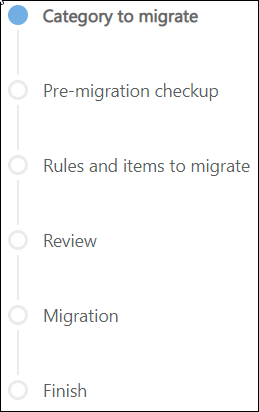 Category to migrate
Pre-migration checkup
Rules and items to migrate
Review
Migration
Finish